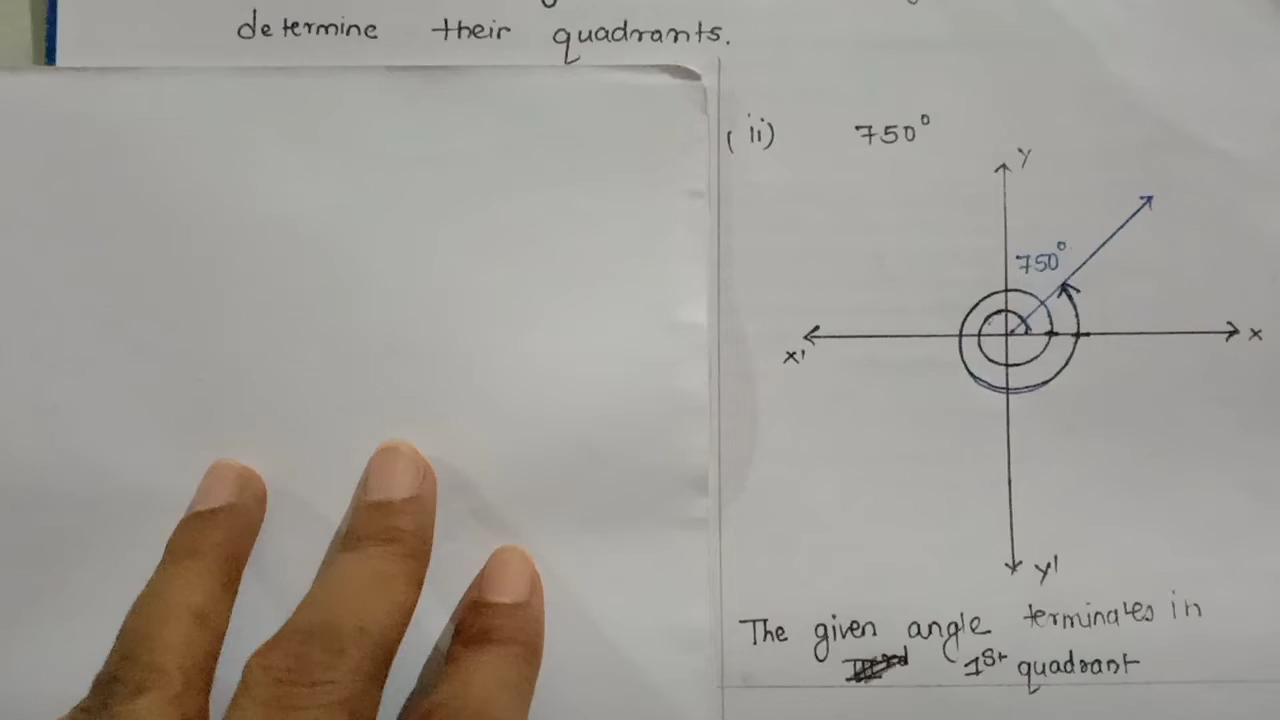 determine their quadrants.
(ii) 750°
Y
750°
X' X
Y'
The given angle terminates in
1st quadrant